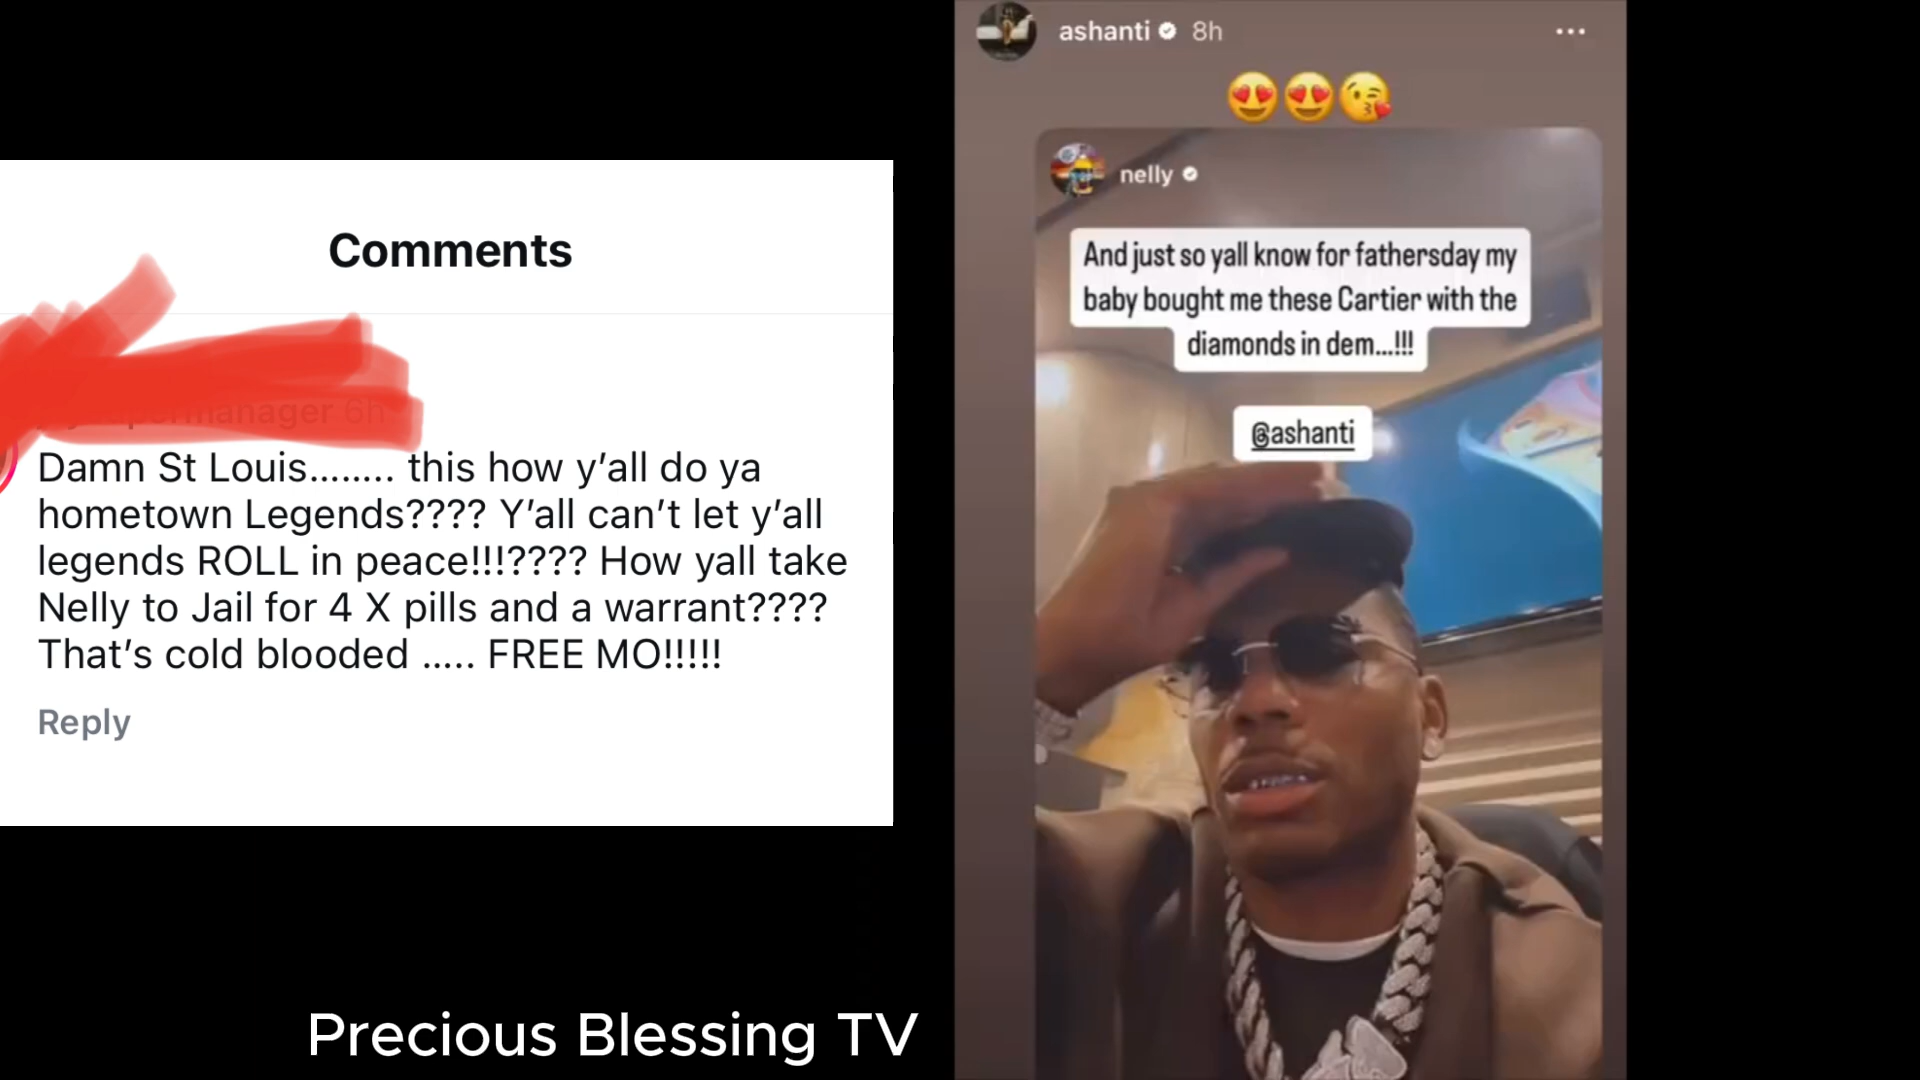 Comments
Damn St Louis........ this how y’all do ya
hometown Legends???? Y’all can’t let y’all
legends ROLL in peace!!!???? How yall take
Nelly to Jail for 4 X pills and a warrant????
That’s cold blooded ..... FREE MO!!!!!
Reply
Precious Blessing TV
ashanti 8h
nelly
And just so yall know for fathersday my
baby bought me these Cartier with the
diamonds in dem...!!!
@ashanti